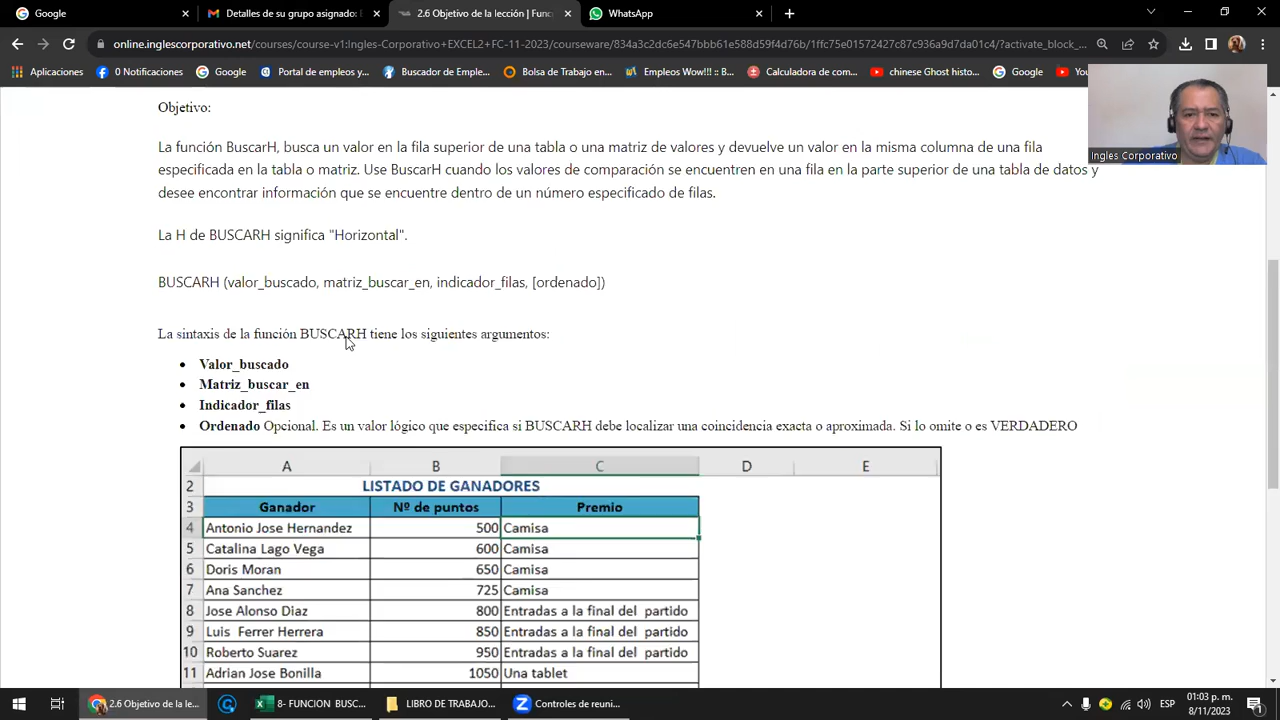 Google
Detalles de su grupo asignado: I
2.6 Objetivo de la lección | Funç
WhatsApp
online.inglescorporativo.net/courses/course-v1:Ingles-Corporativo+EXCEL2+FC-11-2023/courseware/834a3c2dc6e547bbb61e588d59f4d76b/1ffc75e01572427c87c936a9d7da01c4/?activate_block_...
Aplicaciones
0 Notificaciones
Google
Portal de empleos y...
Buscador de Emple...
Bolsa de Trabajo en...
Empleos Wow!!! :: B...
Calculadora de com...
chinese Ghost histo...
Google
You
Ingles Corporativo
Objetivo:
La función BuscarH, busca un valor en la fila superior de una tabla o una matriz de valores y devuelve un valor en la misma columna de una fila
especificada en la tabla o matriz. Use BuscarH cuando los valores de comparación se encuentren en una fila en la parte superior de una tabla de datos y
desee encontrar información que se encuentre dentro de un número especificado de filas.
La H de BUSCARH significa "Horizontal".
BUSCARH (valor_buscado, matriz_buscar_en, indicador_filas, [ordenado])
La sintaxis de la función BUSCARH tiene los siguientes argumentos:
• Valor_buscado
• Matriz_buscar_en
• Indicador_filas
• Ordenado Opcional. Es un valor lógico que especifica si BUSCARH debe localizar una coincidencia exacta o aproximada. Si lo omite o es VERDADERO
A B C D E
2 LISTADO DE GANADORES
3 Ganador Nº de puntos Premio
4 Antonio Jose Hernandez 500 Camisa
5 Catalina Lago Vega 600 Camisa
6 Doris Moran 650 Camisa
7 Ana Sanchez 725 Camisa
8 Jose Alonso Diaz 800 Entradas a la final del partido
9 Luis Ferrer Herrera 850 Entradas a la final del partido
10 Roberto Suarez 950 Entradas a la final del partido
11 Adrian Jose Bonilla 1050 Una tablet
2.6 Objetivo de la le...
8- FUNCION BUSC...
LIBRO DE TRABAJO...
Controles de reuni...
ESP
01:03 p. m.
8/11/2023